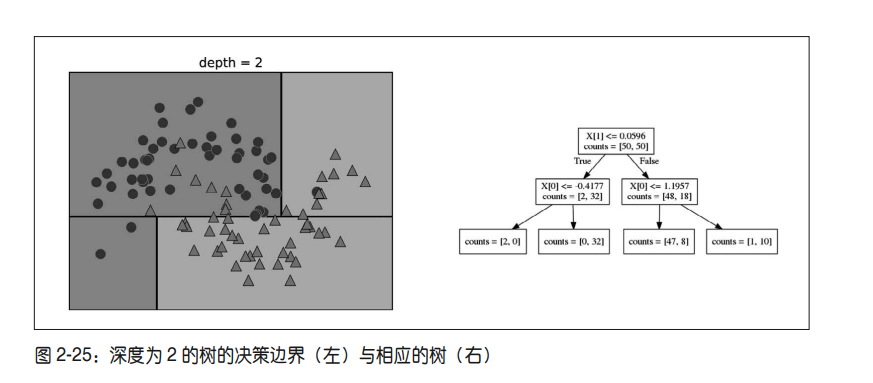 depth = 2
X[1] <= 0.0596
counts = [50, 50]
True
False
X[0] <= -0.4177
counts = [2, 32]
X[0] <= 1.1957
counts = [48, 18]
counts = [2, 0]
counts = [0, 32]
counts = [47, 8]
counts = [1, 10]
图 2-25：深度为 2 的树的决策边界（左）与相应的树（右）